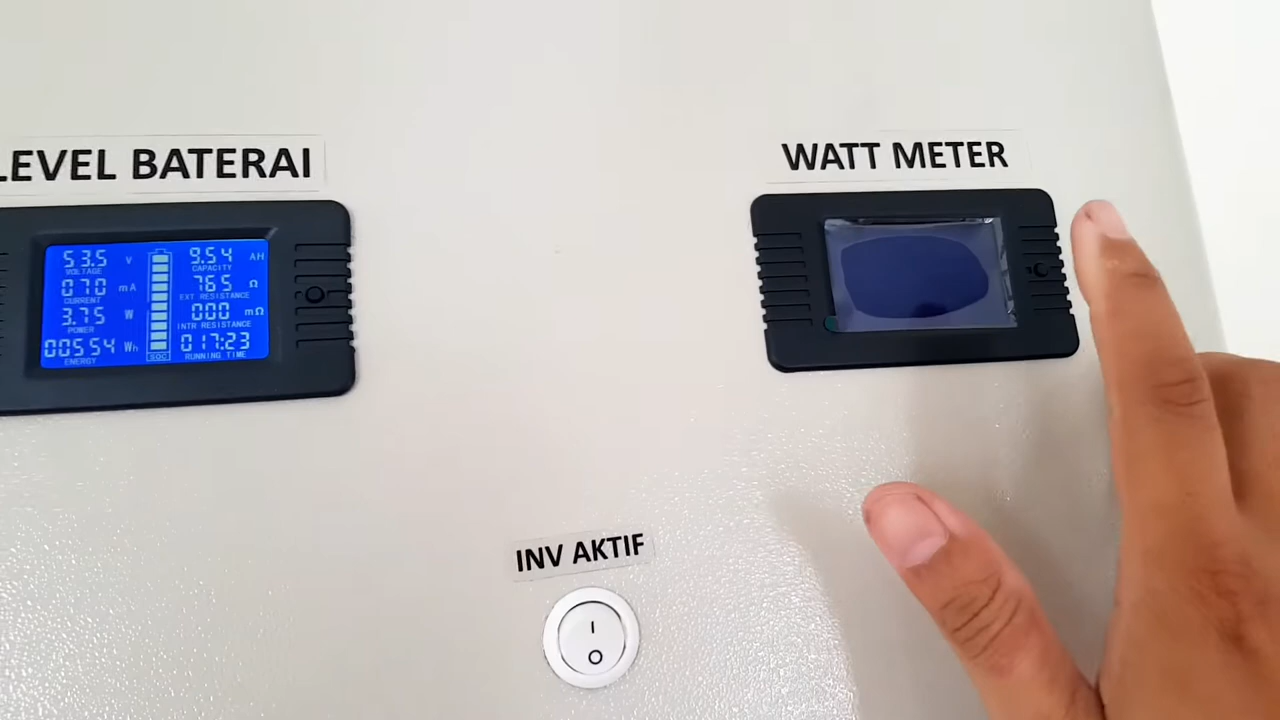 LEVEL BATERAI
WATT METER
53.5 V
VOLTAGE
070 mA
CURRENT
3.75 W
POWER
00554 Wh
ENERGY
SOC
9.54 AH
CAPACITY
765 Ω
EXT RESISTANCE
000 mΩ
INTR RESISTANCE
017:23
RUNNING TIME
INV AKTIF
I
O